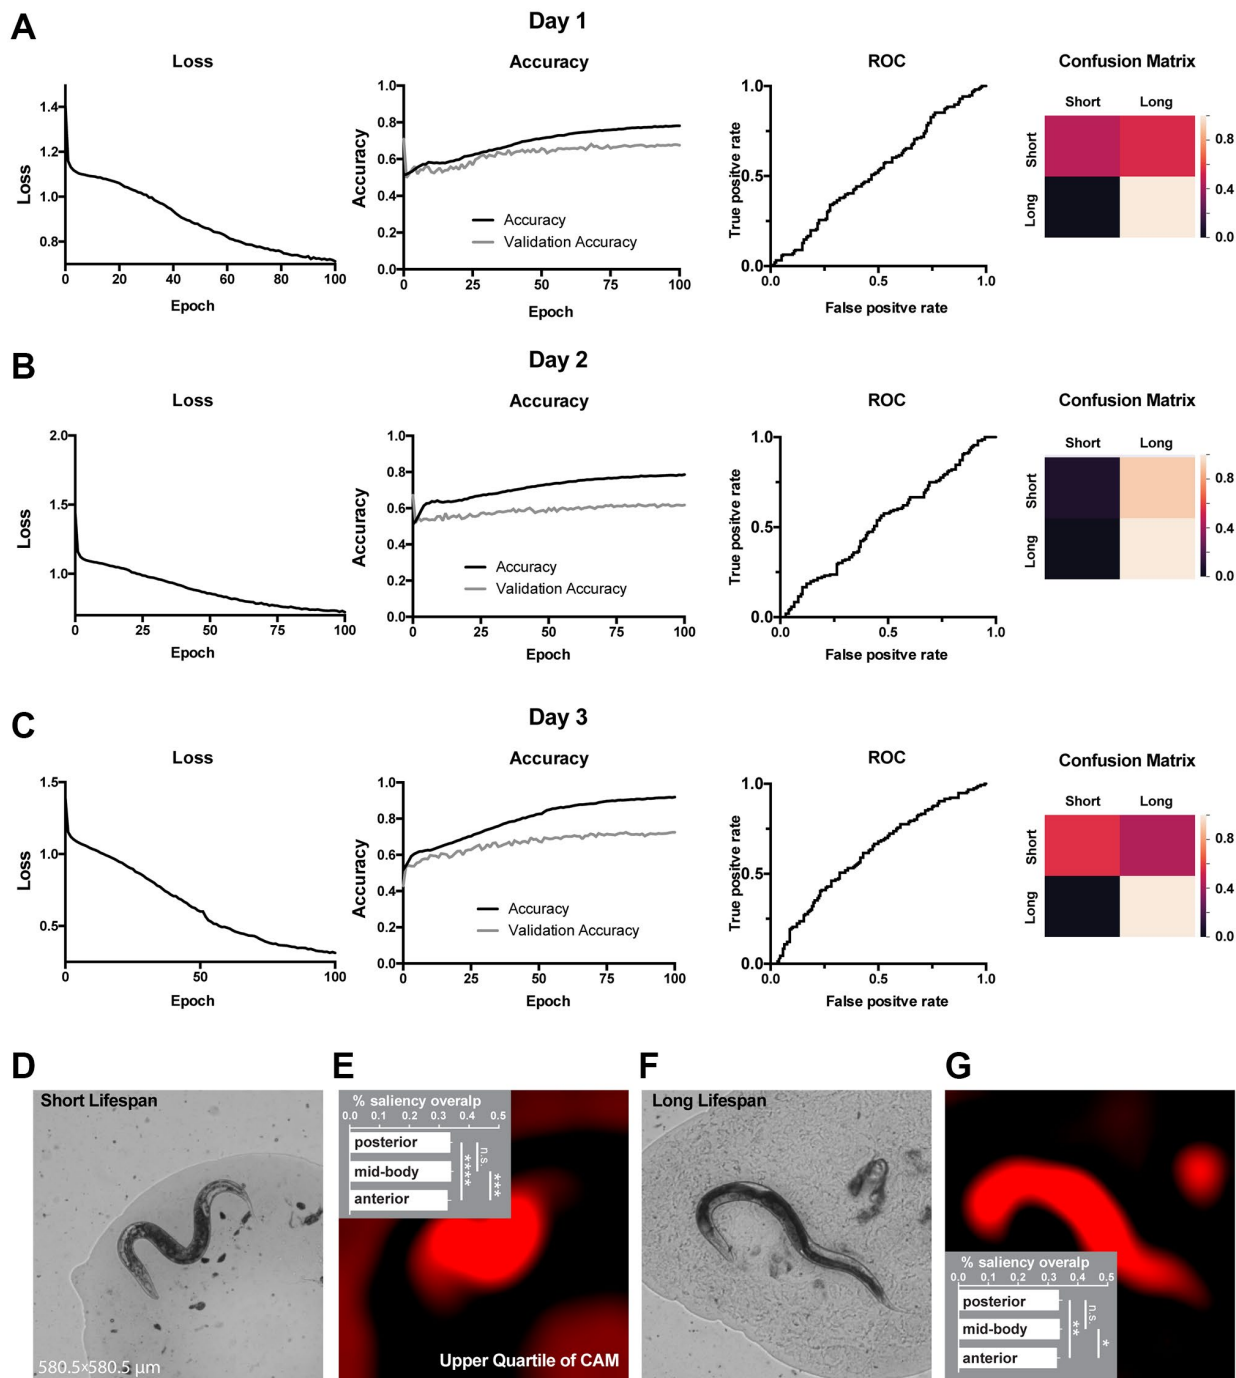 A
Day 1
Loss
Accuracy
ROC
Confusion Matrix
Short Long
1.4
1.2
1.0
0.8
Loss
0 20 40 60 80 100
Epoch
1.0
0.8
0.6
0.4
0.2
0.0
Accuracy
Accuracy
Validation Accuracy
0 25 50 75 100
Epoch
1.0
0.5
0.0
True positve rate
0.0 0.5 1.0
False positve rate
Short
Long
0.8
0.4
0.0
B
Day 2
Loss
Accuracy
ROC
Confusion Matrix
Short Long
2.0
1.5
1.0
Loss
0 25 50 75 100
Epoch
1.0
0.8
0.6
0.4
0.2
0.0
Accuracy
Accuracy
Validation Accuracy
0 25 50 75 100
Epoch
1.0
0.5
0.0
True positve rate
0.0 0.5 1.0
False positve rate
Short
Long
0.8
0.4
0.0
C
Day 3
Loss
Accuracy
ROC
Confusion Matrix
Short Long
1.5
1.0
0.5
Loss
0 50 100
Epoch
1.0
0.8
0.6
0.4
0.2
0.0
Accuracy
Accuracy
Validation Accuracy
0 25 50 75 100
Epoch
1.0
0.5
0.0
True positve rate
0.0 0.5 1.0
False positve rate
Short
Long
0.8
0.4
0.0
D
Short Lifespan
580.5×580.5 µm
E
% saliency overalp
0.0 0.1 0.2 0.3 0.4 0.5
posterior
mid-body
anterior
n.s.
****
***
Upper Quartile of CAM
F
Long Lifespan
G
% saliency overalp
0.0 0.1 0.2 0.3 0.4 0.5
posterior
mid-body
anterior
n.s.
**
*